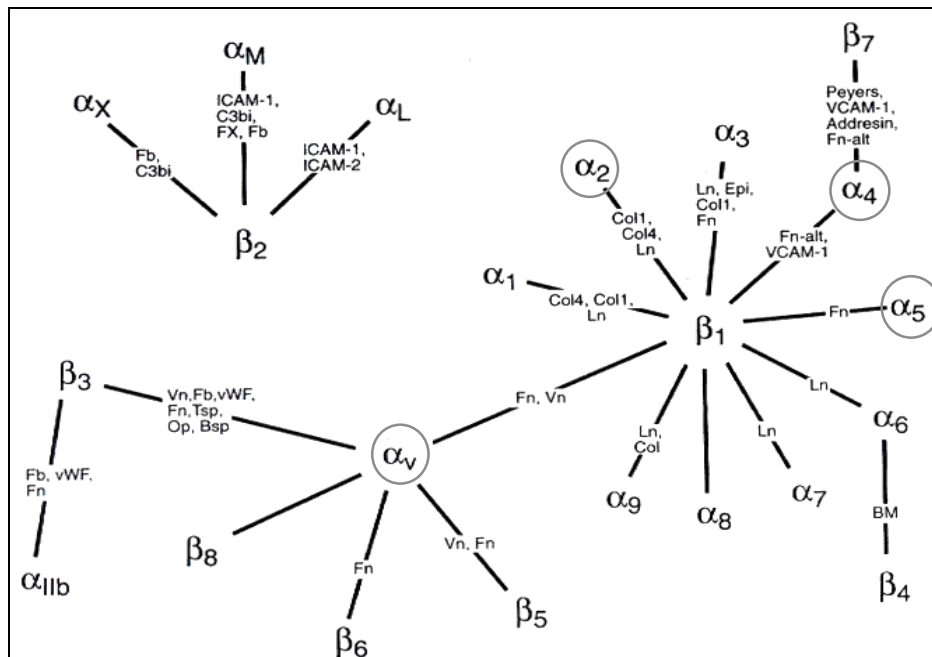 αM
β7
αX
ICAM-1,
C3bi,
FX, Fb
αL
Peyers,
VCAM-1,
Addresin,
Fn-alt
Fb,
C3bi
ICAM-1,
ICAM-2
α3
α2
Ln, Epi,
Col1,
Fn
α4
β2
Col1,
Col4,
Ln
Fn-alt,
VCAM-1
α1
Col4, Col1,
Ln
β1
Fn
α5
β3
Vn,Fb,vWF,
Fn,Tsp,
Op, Bsp
Fn, Vn
Ln
α6
αv
Ln,
Col
Ln
Fb, vWF,
Fn
α9
α8
α7
BM
β8
Vn, Fn
αIIb
Fn
β4
β5
β6